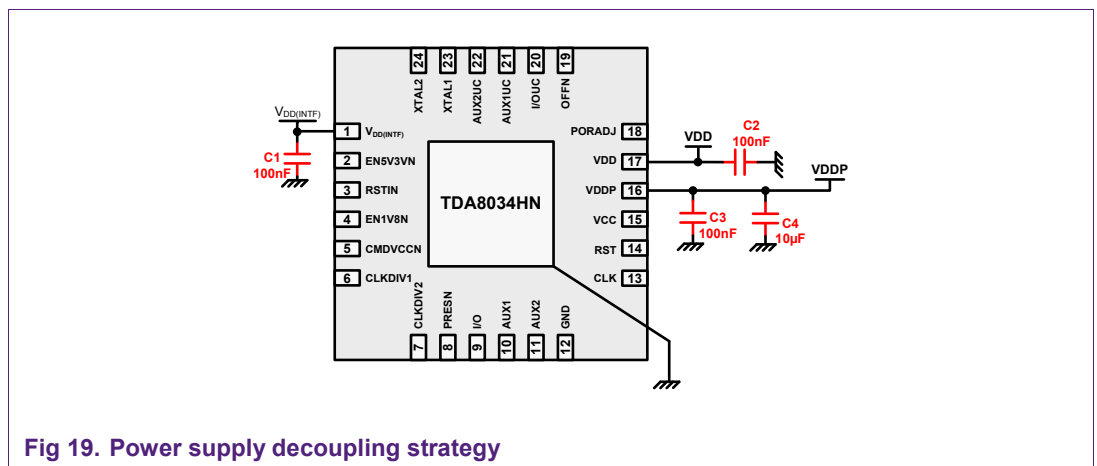 24 23 22 21 20 19
XTAL2 XTAL1 AUX2UC AUX1UC I/OUC OFFN
VDD(INTF)
C1
100nF
1 VDD(INTF)
2 EN5V3VN
3 RSTIN
4 EN1V8N
5 CMDVCCN
6 CLKDIV1
TDA8034HN
PORADJ 18
VDD 17
VDDP 16
VCC 15
RST 14
CLK 13
VDD
C2
100nF
VDDP
C3
100nF
C4
10µF
CLKDIV2 PRESN I/O AUX1 AUX2 GND
7 8 9 10 11 12
Fig 19. Power supply decoupling strategy